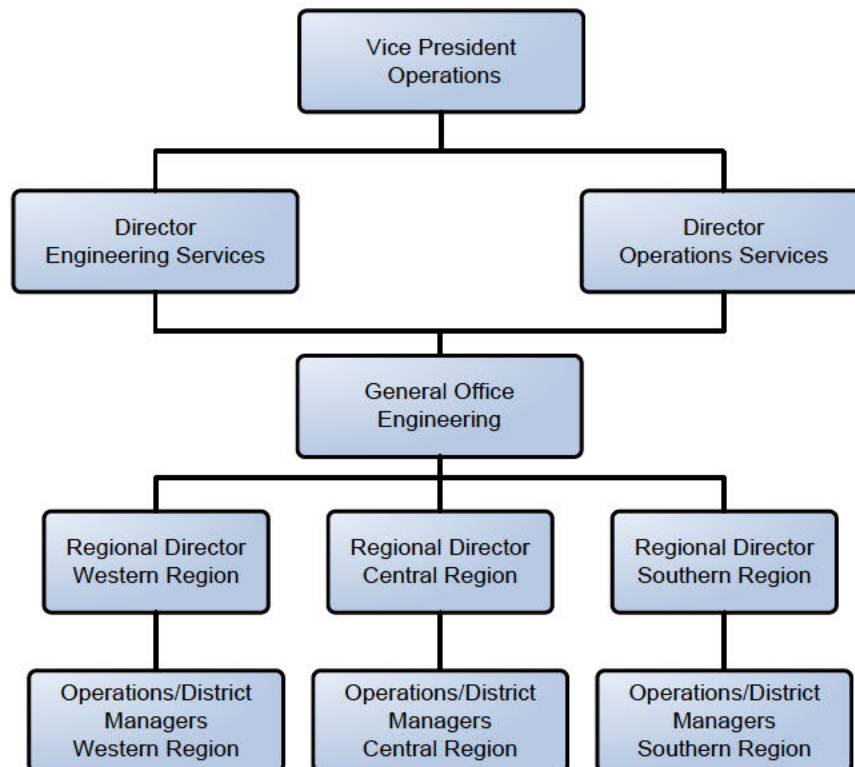 Vice President
Operations
Director
Engineering Services
Director
Operations Services
General Office
Engineering
Regional Director
Western Region
Regional Director
Central Region
Regional Director
Southern Region
Operations/District
Managers
Western Region
Operations/District
Managers
Central Region
Operations/District
Managers
Southern Region